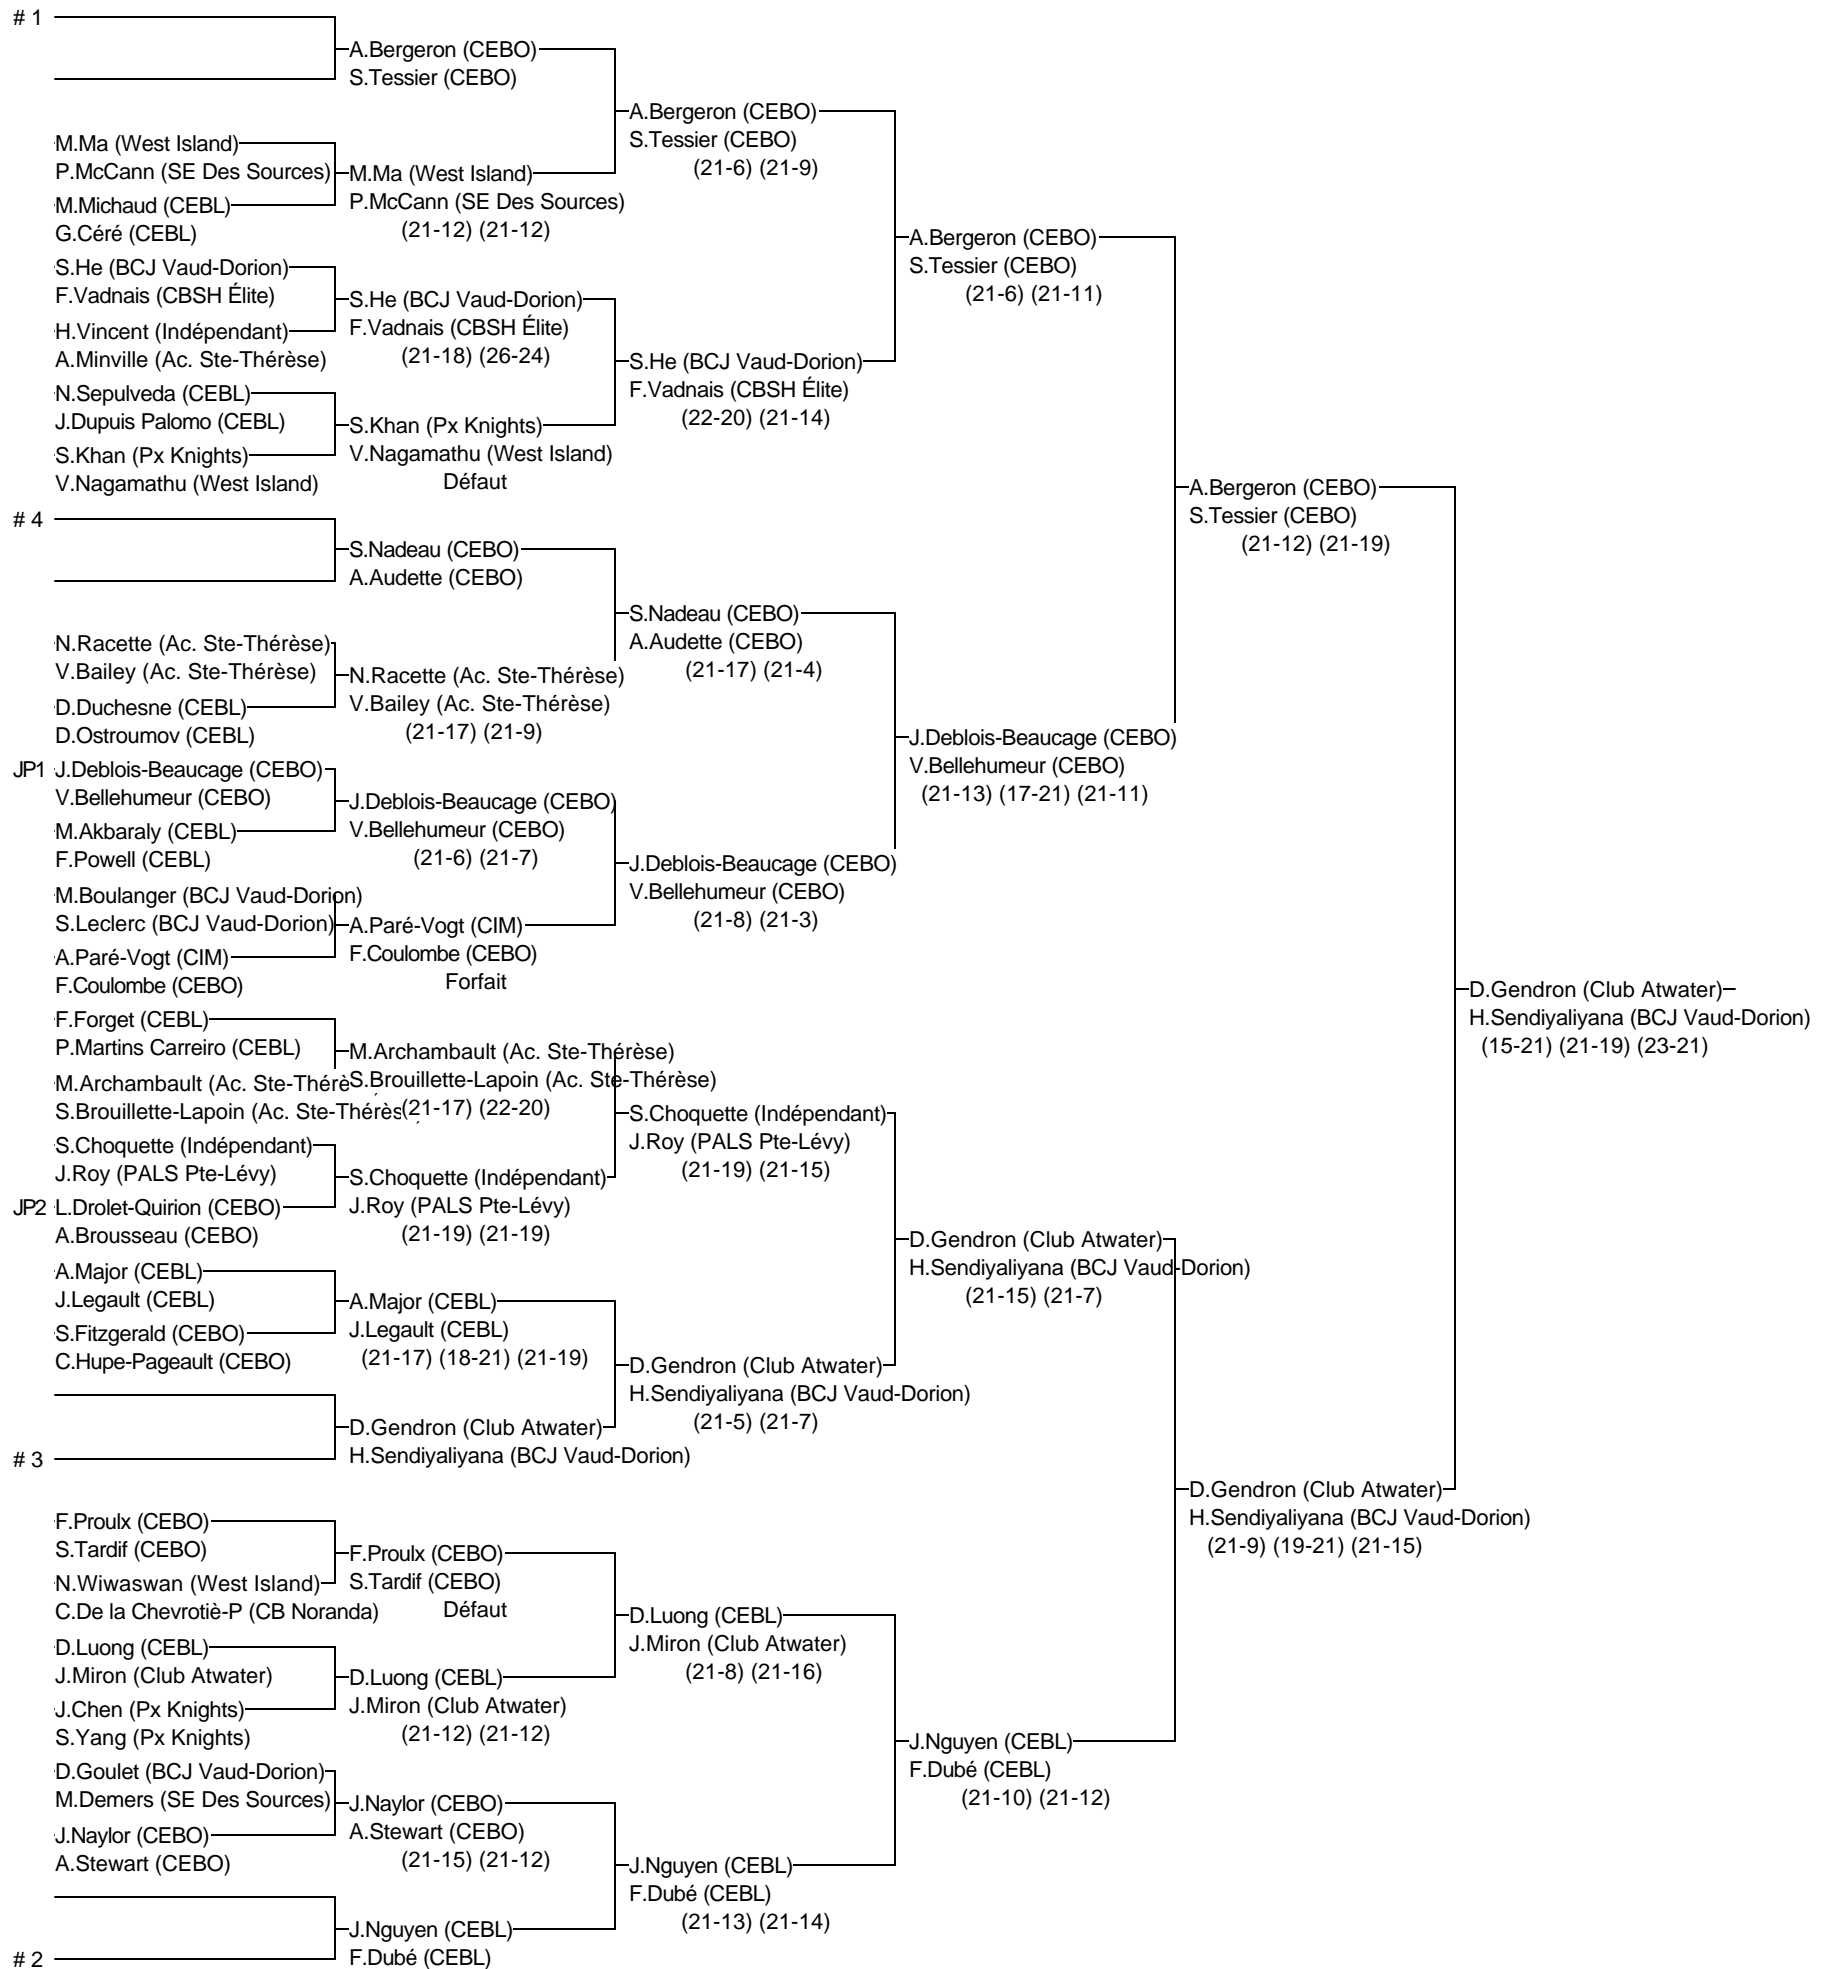 # 1
A.Bergeron (CEBO)
S.Tessier (CEBO)
M.Ma (West Island)
P.McCann (SE Des Sources)
M.Michaud (CEBL)
G.Céré (CEBL)
M.Ma (West Island)
P.McCann (SE Des Sources)
(21-12) (21-12)
A.Bergeron (CEBO)
S.Tessier (CEBO)
(21-6) (21-9)
S.He (BCJ Vaud-Dorion)
F.Vadnais (CBSH Élite)
H.Vincent (Indépendant)
A.Minville (Ac. Ste-Thérèse)
S.He (BCJ Vaud-Dorion)
F.Vadnais (CBSH Élite)
(21-18) (26-24)
N.Sepulveda (CEBL)
J.Dupuis Palomo (CEBL)
S.Khan (Px Knights)
V.Nagamathu (West Island)
S.Khan (Px Knights)
V.Nagamathu (West Island)
Défaut
S.He (BCJ Vaud-Dorion)
F.Vadnais (CBSH Élite)
(22-20) (21-14)
A.Bergeron (CEBO)
S.Tessier (CEBO)
(21-6) (21-11)
# 4
S.Nadeau (CEBO)
A.Audette (CEBO)
N.Racette (Ac. Ste-Thérèse)
V.Bailey (Ac. Ste-Thérèse)
D.Duchesne (CEBL)
D.Ostroumov (CEBL)
N.Racette (Ac. Ste-Thérèse)
V.Bailey (Ac. Ste-Thérèse)
(21-17) (21-9)
S.Nadeau (CEBO)
A.Audette (CEBO)
(21-17) (21-4)
JP1 J.Deblois-Beaucage (CEBO)
V.Bellehumeur (CEBO)
M.Akbaraly (CEBL)
F.Powell (CEBL)
J.Deblois-Beaucage (CEBO)
V.Bellehumeur (CEBO)
(21-6) (21-7)
M.Boulanger (BCJ Vaud-Dorion)
S.Leclerc (BCJ Vaud-Dorion)
A.Paré-Vogt (CIM)
F.Coulombe (CEBO)
A.Paré-Vogt (CIM)
F.Coulombe (CEBO)
Forfait
J.Deblois-Beaucage (CEBO)
V.Bellehumeur (CEBO)
(21-8) (21-3)
J.Deblois-Beaucage (CEBO)
V.Bellehumeur (CEBO)
(21-13) (17-21) (21-11)
A.Bergeron (CEBO)
S.Tessier (CEBO)
(21-12) (21-19)
F.Forget (CEBL)
P.Martins Carreiro (CEBL)
M.Archambault (Ac. Ste-Thérè
S.Brouillette-Lapoin (Ac. Ste-Thérès
M.Archambault (Ac. Ste-Thérèse)
S.Brouillette-Lapoin (Ac. Ste-Thérèse)
(21-17) (22-20)
S.Choquette (Indépendant)
J.Roy (PALS Pte-Lévy)
JP2 L.Drolet-Quirion (CEBO)
A.Brousseau (CEBO)
S.Choquette (Indépendant)
J.Roy (PALS Pte-Lévy)
(21-19) (21-19)
S.Choquette (Indépendant)
J.Roy (PALS Pte-Lévy)
(21-19) (21-15)
A.Major (CEBL)
J.Legault (CEBL)
S.Fitzgerald (CEBO)
C.Hupe-Pageault (CEBO)
A.Major (CEBL)
J.Legault (CEBL)
(21-17) (18-21) (21-19)
# 3
D.Gendron (Club Atwater)
H.Sendiyaliyana (BCJ Vaud-Dorion)
D.Gendron (Club Atwater)
H.Sendiyaliyana (BCJ Vaud-Dorion)
(21-5) (21-7)
D.Gendron (Club Atwater)
H.Sendiyaliyana (BCJ Vaud-Dorion)
(21-15) (21-7)
F.Proulx (CEBO)
S.Tardif (CEBO)
N.Wiwaswan (West Island)
C.De la Chevrotiè-P (CB Noranda)
F.Proulx (CEBO)
S.Tardif (CEBO)
Défaut
D.Luong (CEBL)
J.Miron (Club Atwater)
J.Chen (Px Knights)
S.Yang (Px Knights)
D.Luong (CEBL)
J.Miron (Club Atwater)
(21-12) (21-12)
D.Luong (CEBL)
J.Miron (Club Atwater)
(21-8) (21-16)
D.Goulet (BCJ Vaud-Dorion)
M.Demers (SE Des Sources)
J.Naylor (CEBO)
A.Stewart (CEBO)
J.Naylor (CEBO)
A.Stewart (CEBO)
(21-15) (21-12)
# 2
J.Nguyen (CEBL)
F.Dubé (CEBL)
J.Nguyen (CEBL)
F.Dubé (CEBL)
(21-13) (21-14)
J.Nguyen (CEBL)
F.Dubé (CEBL)
(21-10) (21-12)
D.Gendron (Club Atwater)
H.Sendiyaliyana (BCJ Vaud-Dorion)
(21-9) (19-21) (21-15)
D.Gendron (Club Atwater)
H.Sendiyaliyana (BCJ Vaud-Dorion)
(15-21) (21-19) (23-21)